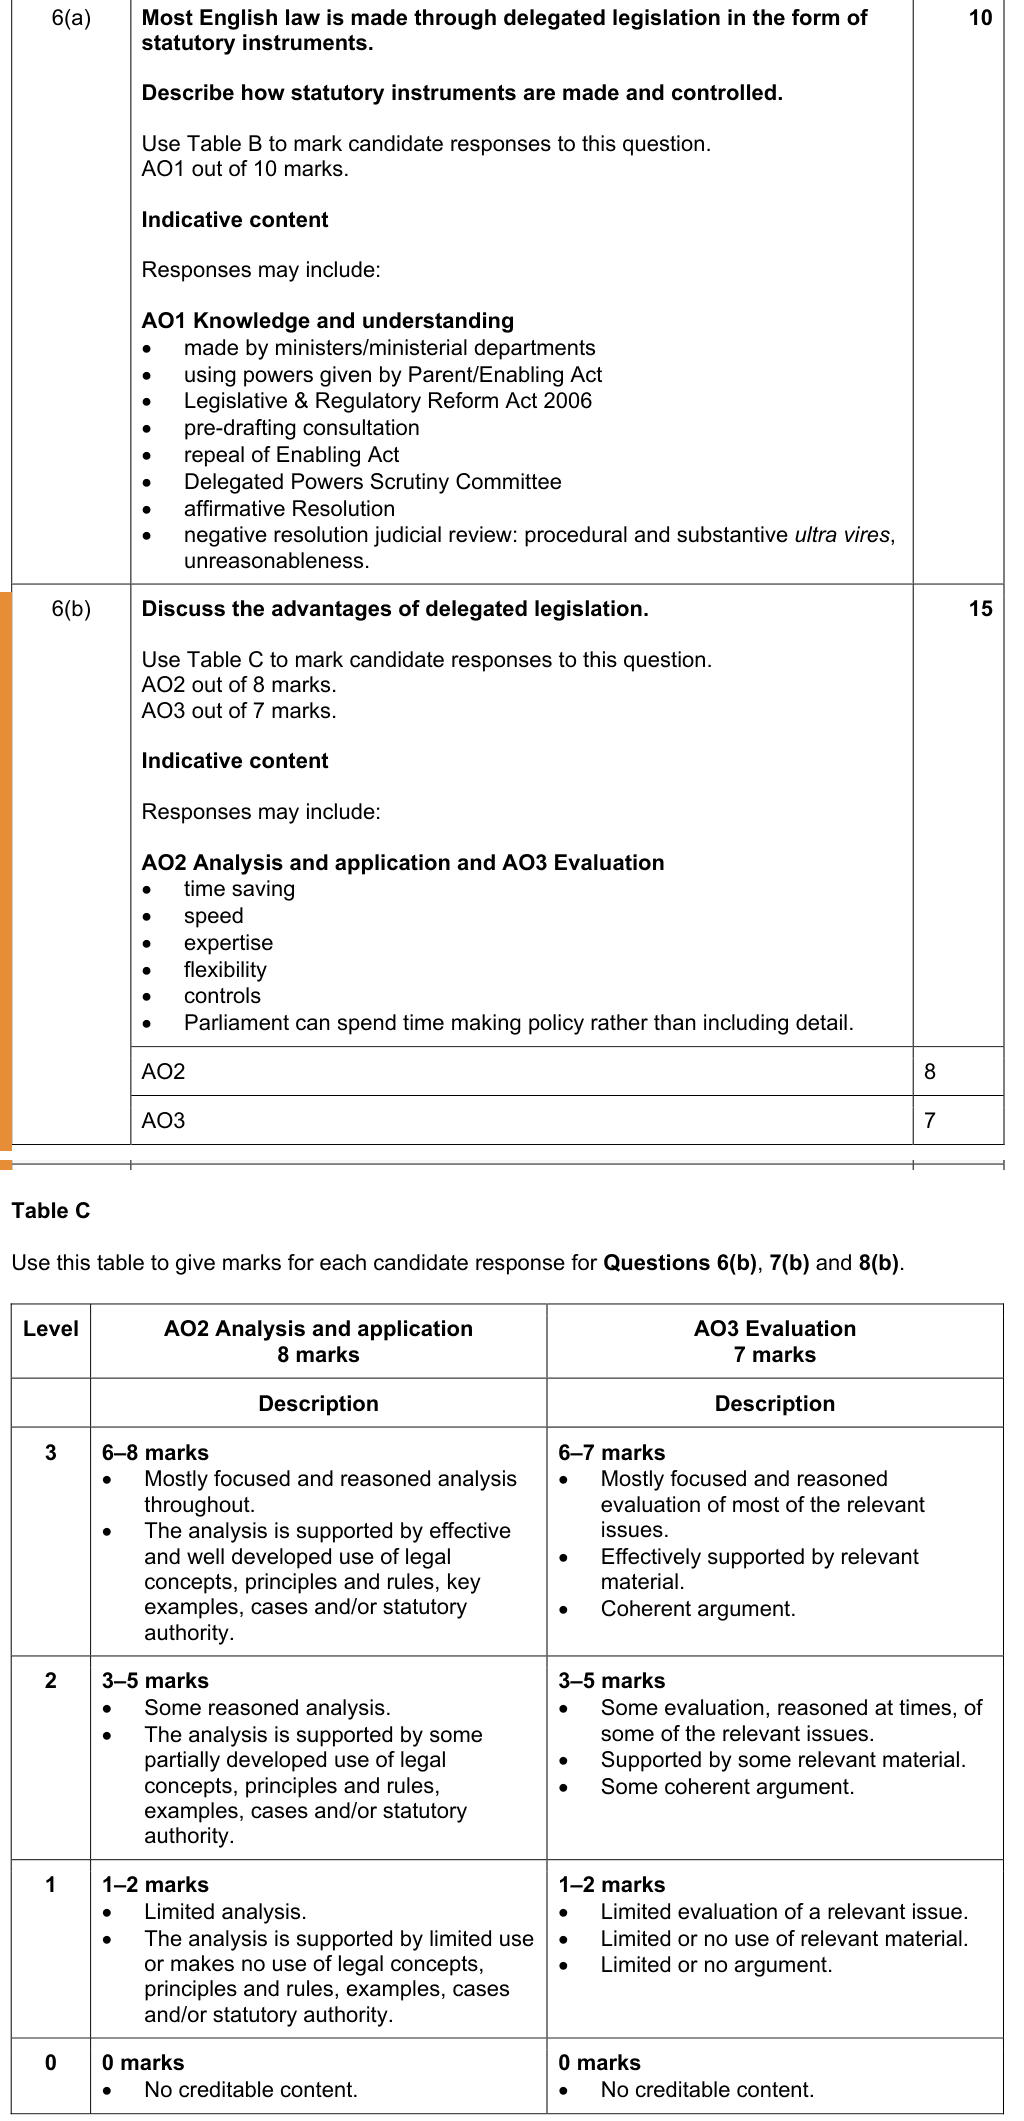 6(a)
Most English law is made through delegated legislation in the form of
statutory instruments.
10
Describe how statutory instruments are made and controlled.
Use Table B to mark candidate responses to this question.
AO1 out of 10 marks.
Indicative content
Responses may include:
AO1 Knowledge and understanding
• made by ministers/ministerial departments
• using powers given by Parent/Enabling Act
• Legislative & Regulatory Reform Act 2006
• pre-drafting consultation
• repeal of Enabling Act
• Delegated Powers Scrutiny Committee
• affirmative Resolution
• negative resolution judicial review: procedural and substantive ultra vires,
unreasonableness.
6(b)
Discuss the advantages of delegated legislation.
15
Use Table C to mark candidate responses to this question.
AO2 out of 8 marks.
AO3 out of 7 marks.
Indicative content
Responses may include:
AO2 Analysis and application and AO3 Evaluation
• time saving
• speed
• expertise
• flexibility
• controls
• Parliament can spend time making policy rather than including detail.
AO2
8
AO3
7
Table C
Use this table to give marks for each candidate response for Questions 6(b), 7(b) and 8(b).
Level
AO2 Analysis and application
8 marks
AO3 Evaluation
7 marks
Description
Description
3
6–8 marks
• Mostly focused and reasoned analysis
throughout.
• The analysis is supported by effective
and well developed use of legal
concepts, principles and rules, key
examples, cases and/or statutory
authority.
6–7 marks
• Mostly focused and reasoned
evaluation of most of the relevant
issues.
• Effectively supported by relevant
material.
• Coherent argument.
2
3–5 marks
• Some reasoned analysis.
• The analysis is supported by some
partially developed use of legal
concepts, principles and rules,
examples, cases and/or statutory
authority.
3–5 marks
• Some evaluation, reasoned at times, of
some of the relevant issues.
• Supported by some relevant material.
• Some coherent argument.
1
1–2 marks
• Limited analysis.
• The analysis is supported by limited use
or makes no use of legal concepts,
principles and rules, examples, cases
and/or statutory authority.
1–2 marks
• Limited evaluation of a relevant issue.
• Limited or no use of relevant material.
• Limited or no argument.
0
0 marks
• No creditable content.
0 marks
• No creditable content.